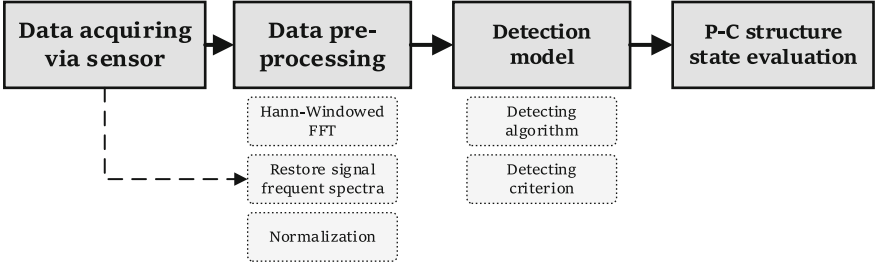 Data acquiring
via sensor
Data pre-
processing
Detection
model
P-C structure
state evaluation
Hann-Windowed
FFT
Restore signal
frequent spectra
Normalization
Detecting
algorithm
Detecting
criterion